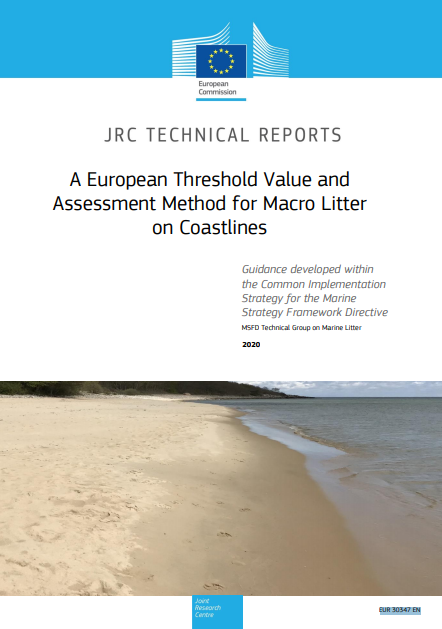 European
Commission
JRC TECHNICAL REPORTS
A European Threshold Value and
Assessment Method for Macro Litter
on Coastlines
Guidance developed within
the Common Implementation
Strategy for the Marine
Strategy Framework Directive
MSFD Technical Group on Marine Litter
2020
Joint
Research
Centre
EUR 30347 EN